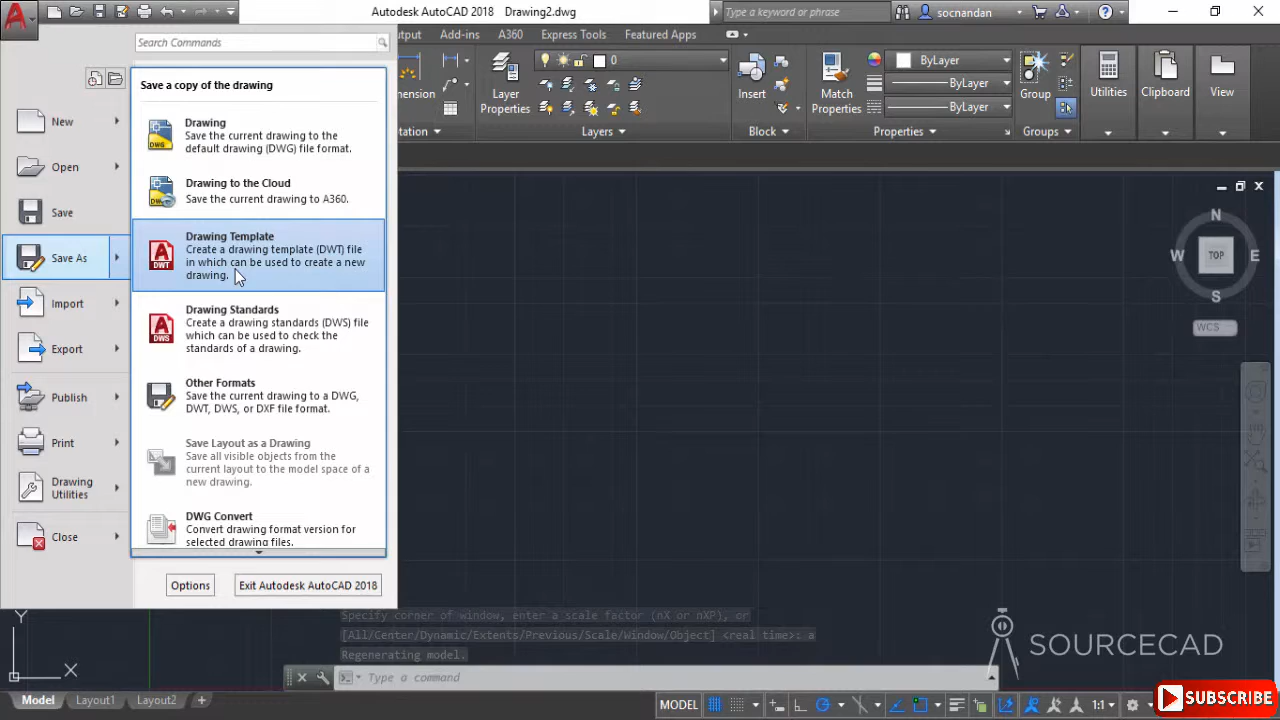 Autodesk AutoCAD 2018 Drawing2.dwg
Type a keyword or phrase
socnandan
Search Commands
out
Add-ins
A360
Express Tools
Featured Apps
Save a copy of the drawing
New
Open
Save
Save As
Import
Export
Publish
Print
Drawing
Utilities
Close
Drawing
Save the current drawing to the
default drawing (DWG) file format.
Drawing to the Cloud
Save the current drawing to A360.
Drawing Template
Create a drawing template (DWT) file
in which can be used to create a new
drawing.
Drawing Standards
Create a drawing standards (DWS) file
which can be used to check the
standards of a drawing.
Other Formats
Save the current drawing to a DWG,
DWT, DWS, or DXF file format.
Save Layout as a Drawing
Save all visible objects from the
current layout to the model space of a
new drawing.
DWG Convert
Convert drawing format version for
selected drawing files.
Options
Exit Autodesk AutoCAD 2018
ension
Layer
Properties
0
Insert
Match
Properties
ByLayer
ByLayer
ByLayer
Group
Utilities
Clipboard
View
tation
Layers
Block
Properties
Groups
N
W
TOP
E
S
WCS
Specify corner of window, enter a scale factor (nX or nXP), or
[All/Center/Dynamic/Extents/Previous/Scale/Window/Object] <real time>: a
Regenerating model.
Type a command
Y
X
SOURCECAD
Model
Layout1
Layout2
+
MODEL
1:1
SUBSCRIBE